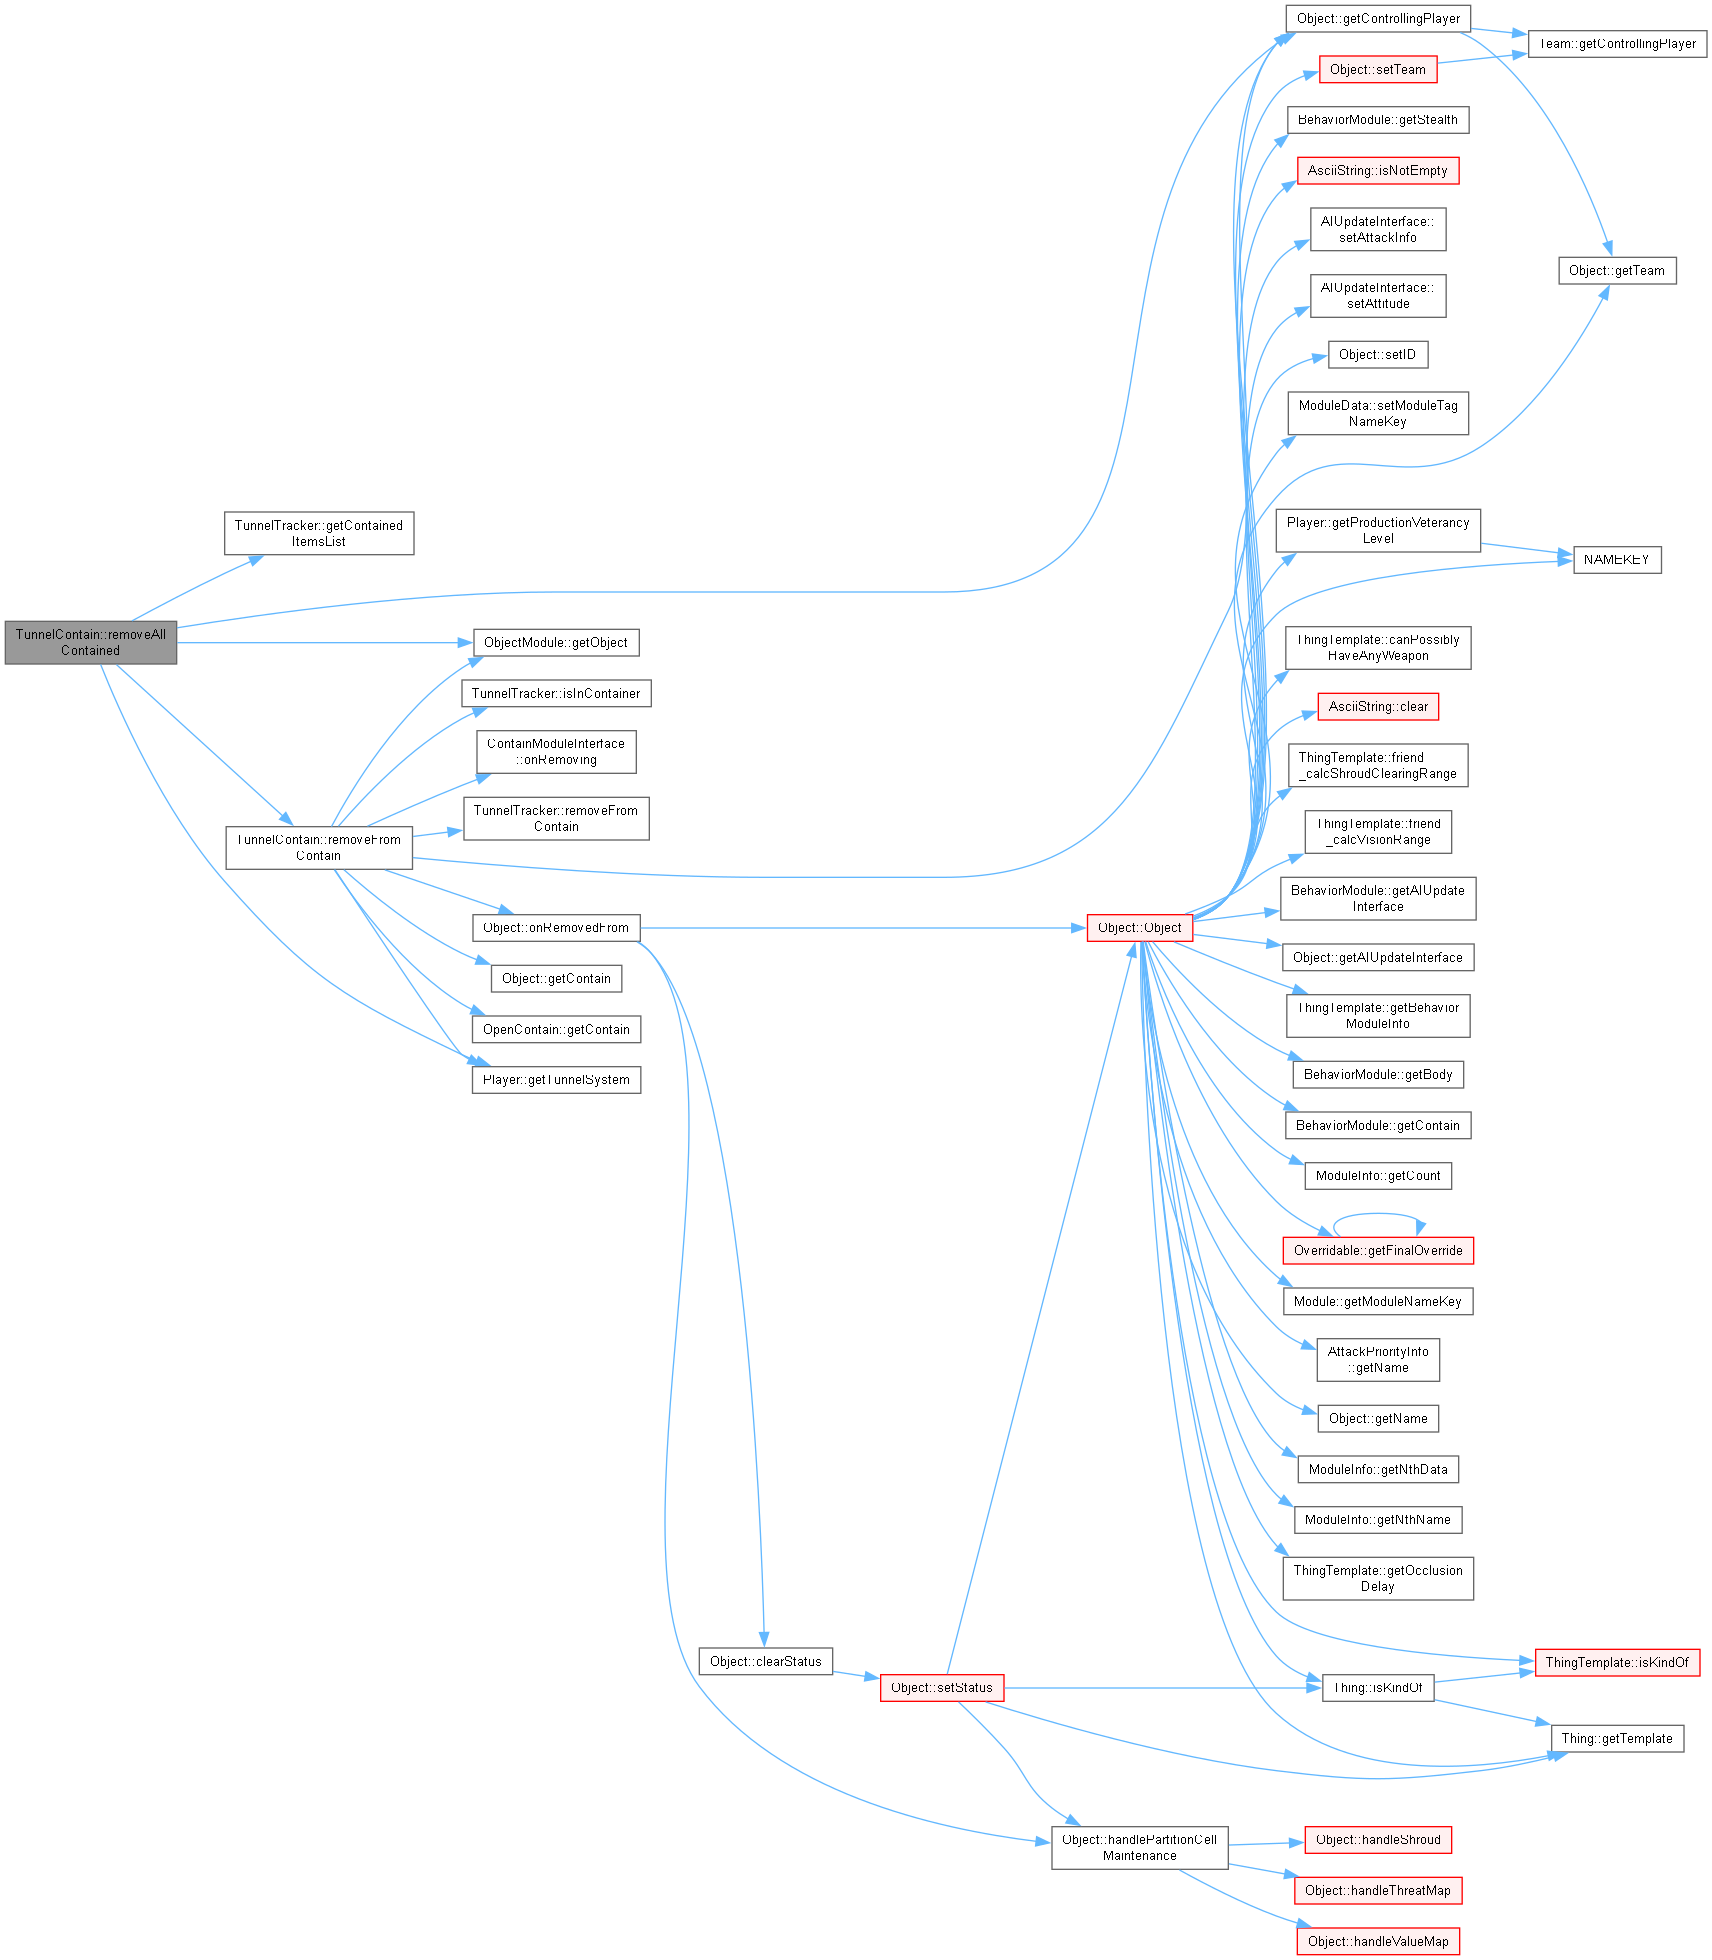 TunnelContain::removeAll
Contained
TunnelTracker::getContained
ItemsList
ObjectModule::getObject
TunnelTracker::isInContainer
ContainModuleInterface
::onRemoving
TunnelTracker::removeFrom
Contain
TunnelContain::removeFrom
Contain
Object::onRemovedFrom
Object::getContain
OpenContain::getContain
Player::getTunnelSystem
Object::clearStatus
Object::setStatus
Object::Object
Object::handlePartitionCell
Maintenance
Object::getControllingPlayer
Object::setTeam
BehaviorModule::getStealth
AsciiString::isNotEmpty
AIUpdateInterface::
setAttackInfo
AIUpdateInterface::
setAttitude
Object::setID
ModuleData::setModuleTag
NameKey
Player::getProductionVeterancy
Level
ThingTemplate::canPossibly
HaveAnyWeapon
AsciiString::clear
ThingTemplate::friend
_calcShroudClearingRange
ThingTemplate::friend
_calcVisionRange
BehaviorModule::getAIUpdate
Interface
Object::getAIUpdateInterface
ThingTemplate::getBehavior
ModuleInfo
BehaviorModule::getBody
BehaviorModule::getContain
ModuleInfo::getCount
Overridable::getFinalOverride
Module::getModuleNameKey
AttackPriorityInfo
::getName
Object::getName
ModuleInfo::getNthData
ModuleInfo::getNthName
ThingTemplate::getOcclusion
Delay
Thing::isKindOf
Object::handleShroud
Object::handleThreatMap
Object::handleValueMap
Team::getControllingPlayer
Object::getTeam
NAMEKEY
ThingTemplate::isKindOf
Thing::getTemplate